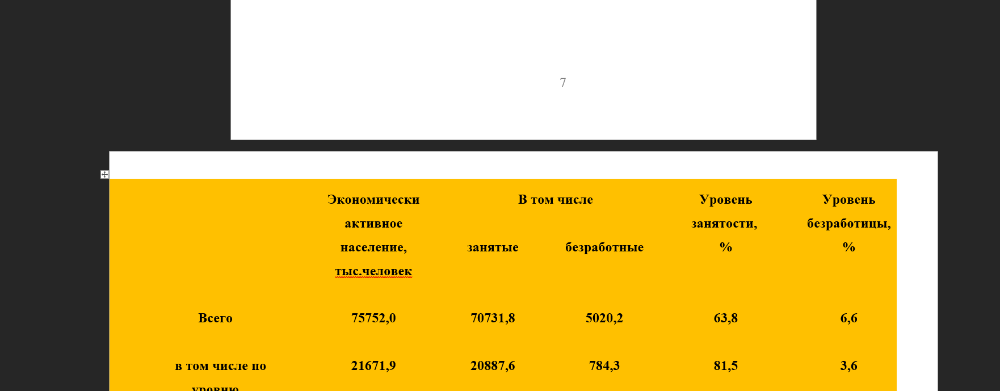 7
Экономически активное население, тыс.человек
В том числе
Уровень занятости, %
Уровень безработицы, %
занятые
безработные
Всего 75752,0 70731,8 5020,2 63,8 6,6
в том числе по 21671,9 20887,6 784,3 81,5 3,6
уровню